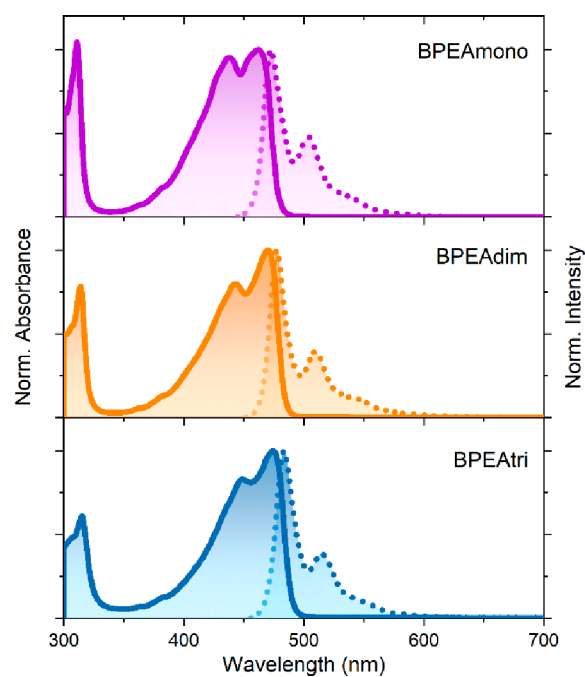 BPEAmono
BPEAdim
BPEAtri
Norm. Absorbance
Norm. Intensity
300 400 500 600 700
Wavelength (nm)